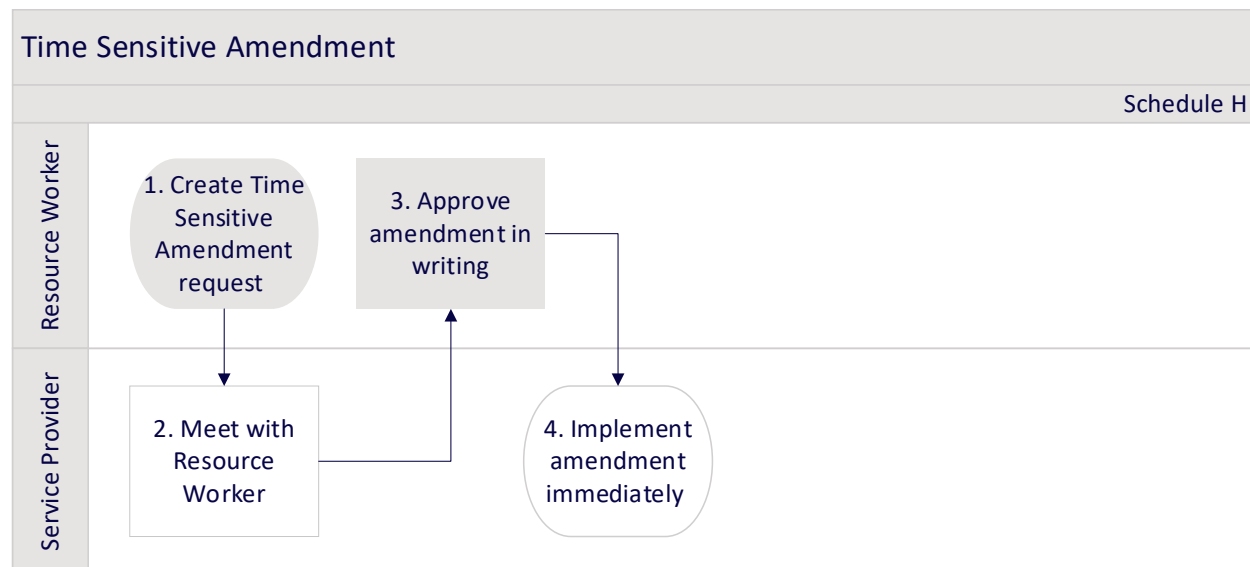 Time Sensitive Amendment
Schedule H
Resource Worker
1. Create Time
Sensitive
Amendment
request
3. Approve
amendment in
writing
Service Provider
2. Meet with
Resource
Worker
4. Implement
amendment
immediately